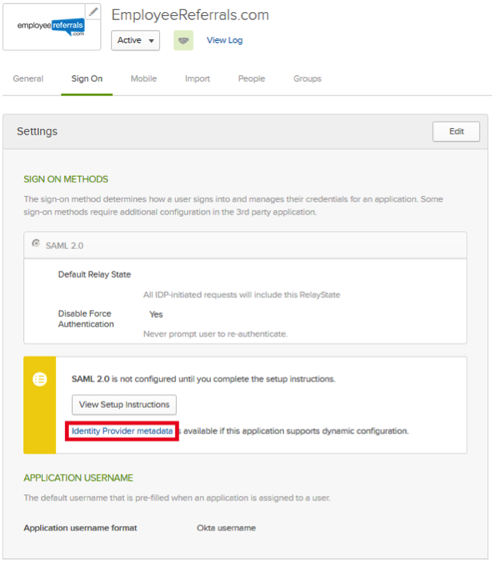 EmployeeReferrals.com
employee referrals
.com
Active
View Log
General
Sign On
Mobile
Import
People
Groups
Settings
Edit
SIGN ON METHODS
The sign-on method determines how a user signs into and manages their credentials for an application. Some
sign-on methods require additional configuration in the 3rd party application.
SAML 2.0
Default Relay State
All IDP-initiated requests will include this RelayState
Disable Force
Authentication
Yes
Never prompt user to re-authenticate.
SAML 2.0 is not configured until you complete the setup instructions.
View Setup Instructions
Identity Provider metadata s available if this application supports dynamic configuration.
APPLICATION USERNAME
The default username that is pre-filled when an application is assigned to a user.
Application username format
Okta username